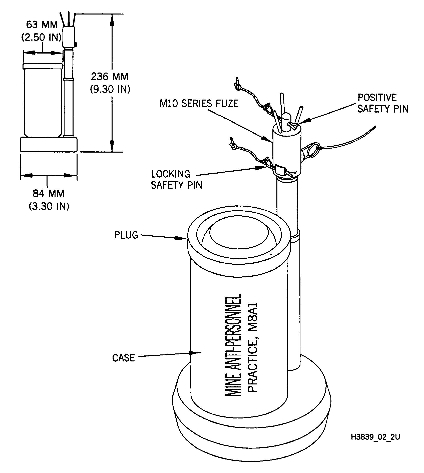 63 MM
(2.50 IN)
236 MM
(9.30 IN)
84 MM
(3.30 IN)
M10 SERIES FUZE
POSITIVE
SAFETY PIN
LOCKING
SAFETY PIN
PLUG
CASE
MINE ANTI-PERSONNEL
PRACTICE, M8A1
H3839_02_2U